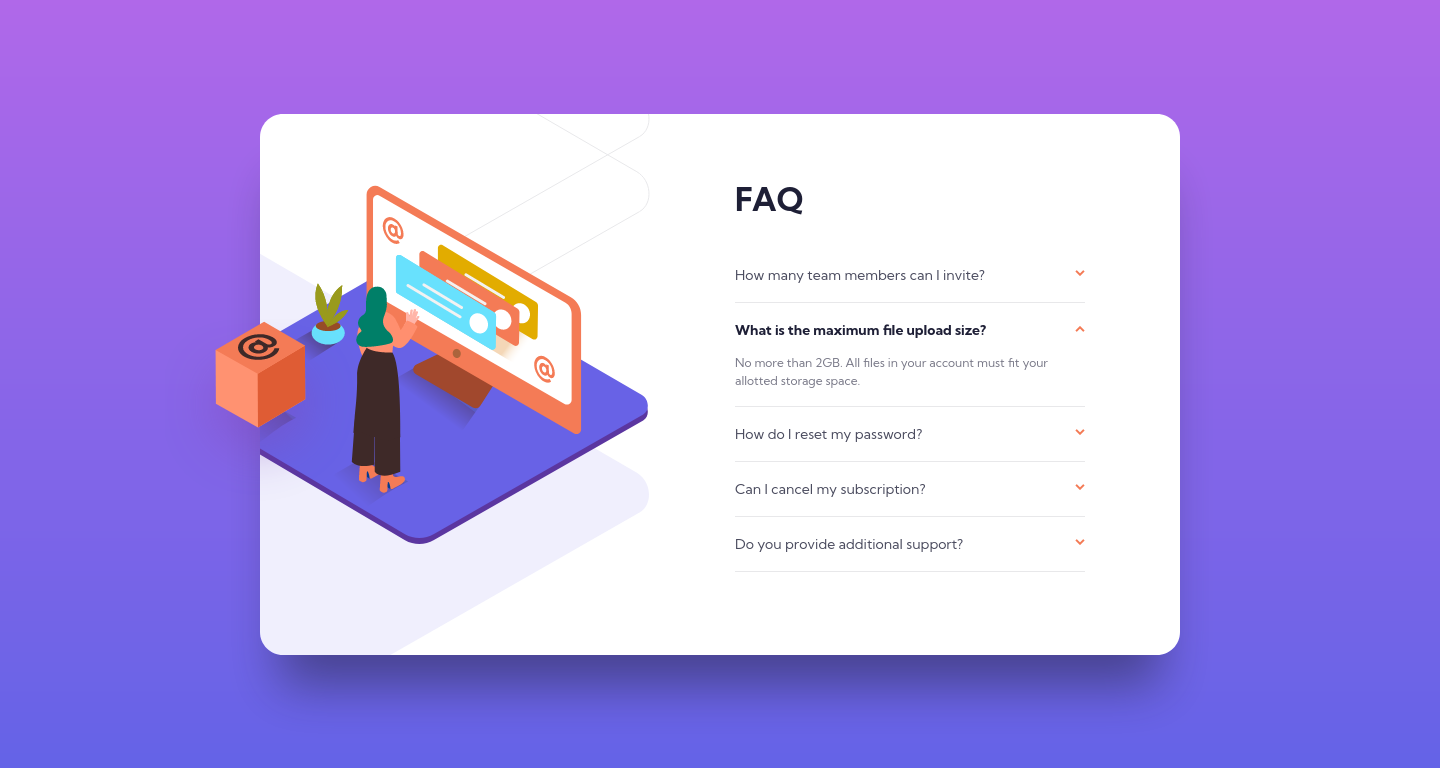 FAQ
How many team members can I invite?
What is the maximum file upload size?
No more than 2GB. All files in your account must fit your
allotted storage space.
How do I reset my password?
Can I cancel my subscription?
Do you provide additional support?
@
@
@